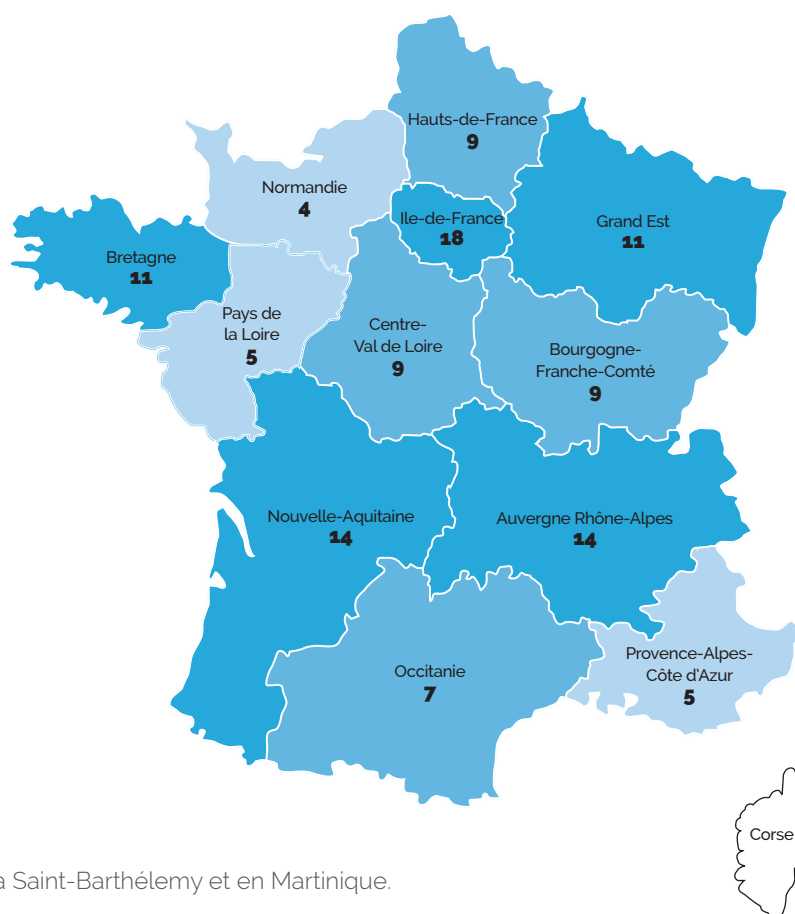 Hauts-de-France
9
Normandie
4
Ile-de-France
18
Grand Est
11
Bretagne
11
Pays de
la Loire
5
Centre-
Val de Loire
9
Bourgogne-
Franche-Comté
9
Nouvelle-Aquitaine
14
Auvergne Rhône-Alpes
14
Provence-Alpes-
Côte d'Azur
5
Occitanie
7
Corse
à Saint-Barthélemy et en Martinique.